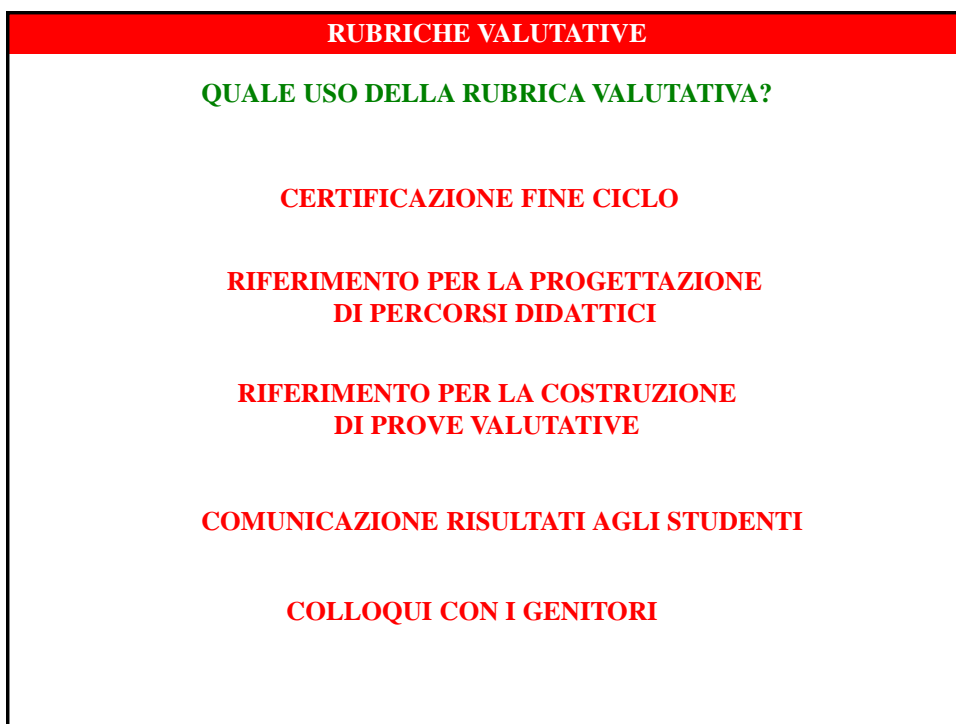 RUBRICHE VALUTATIVE
QUALE USO DELLA RUBRICA VALUTATIVA?
CERTIFICAZIONE FINE CICLO
RIFERIMENTO PER LA PROGETTAZIONE
DI PERCORSI DIDATTICI
RIFERIMENTO PER LA COSTRUZIONE
DI PROVE VALUTATIVE
COMUNICAZIONE RISULTATI AGLI STUDENTI
COLLOQUI CON I GENITORI